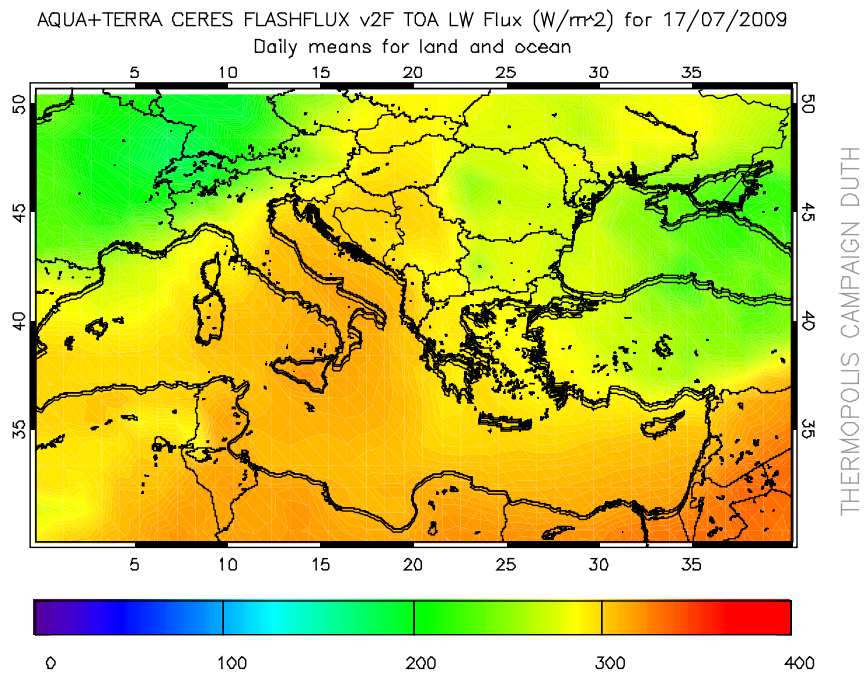 AQUA+TERRA CERES FLASHFLUX v2F TOA LW Flux (W/m^2) for 17/07/2009
Daily means for land and ocean
5 10 15 20 25 30 35
50 50
45 45
40 40
35 35
5 10 15 20 25 30 35
0 100 200 300 400
THERMOPOLIS CAMPAIGN DUTH